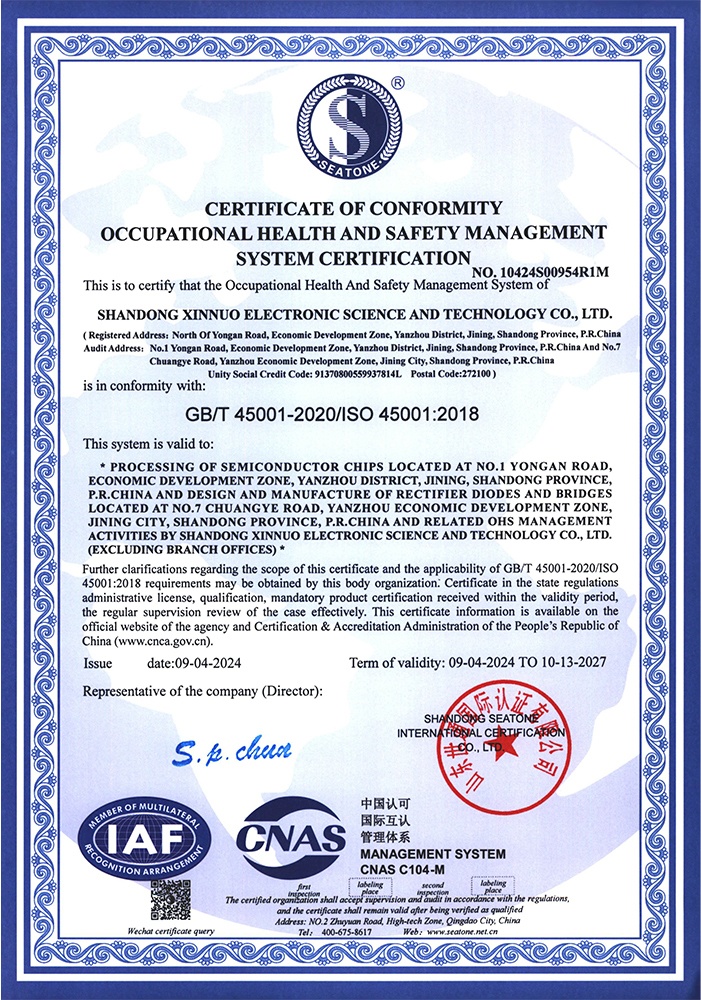 ®
S
SEATONE
CERTIFICATE OF CONFORMITY
OCCUPATIONAL HEALTH AND SAFETY MANAGEMENT
SYSTEM CERTIFICATION
NO. 10424S00954R1M
This is to certify that the Occupational Health And Safety Management System of
SHANDONG XINNUO ELECTRONIC SCIENCE AND TECHNOLOGY CO., LTD.
( Registered Address: North Of Yongan Road, Economic Development Zone, Yanzhou District, Jining, Shandong Province, P.R.China
Audit Address: No.1 Yongan Road, Economic Development Zone, Yanzhou District, Jining, Shandong Province, P.R.China And No.7
Chuangye Road, Yanzhou Economic Development Zone, Jining City, Shandong Province, P.R.China
Unity Social Credit Code: 91370800559937814L Postal Code:272100 )
is in conformity with:
GB/T 45001-2020/ISO 45001:2018
This system is valid to:
* PROCESSING OF SEMICONDUCTOR CHIPS LOCATED AT NO.1 YONGAN ROAD,
ECONOMIC DEVELOPMENT ZONE, YANZHOU DISTRICT, JINING, SHANDONG PROVINCE,
P.R.CHINA AND DESIGN AND MANUFACTURE OF RECTIFIER DIODES AND BRIDGES
LOCATED AT NO.7 CHUANGYE ROAD, YANZHOU ECONOMIC DEVELOPMENT ZONE,
JINING CITY, SHANDONG PROVINCE, P.R.CHINA AND RELATED OHS MANAGEMENT
ACTIVITIES BY SHANDONG XINNUO ELECTRONIC SCIENCE AND TECHNOLOGY CO., LTD.
(EXCLUDING BRANCH OFFICES) *
Further clarifications regarding the scope of this certificate and the applicability of GB/T 45001-2020/ISO
45001:2018 requirements may be obtained by this body organization. Certificate in the state regulations
administrative license, qualification, mandatory product certification received within the validity period,
the regular supervision review of the case effectively. This certificate information is available on the
official website of the agency and Certification & Accreditation Administration of the People's Republic of
China (www.cnca.gov.cn).
Issue date:09-04-2024 Term of validity: 09-04-2024 TO 10-13-2027
Representative of the company (Director):
山东世通国际认证有限公司
SHANDONG SEATONE
INTERNATIONAL CERTIFICATION
CO., LTD.
MEMBER OF MULTILATERAL
IAF
RECOGNITION ARRANGEMENT
CNAS
中国认可
国际互认
管理体系
MANAGEMENT SYSTEM
CNAS C104-M
first inspection
labeling place
second inspection
labeling place
The certified organization shall accept supervision and audit in accordance with the regulations,
and the certificate shall remain valid after being verified as qualified
Address: NO.2 Zhuyuan Road, High-tech Zone, Qingdao City, China
Wechat certificate query
Tel: 400-675-8617 Web: www.seatone.net.cn